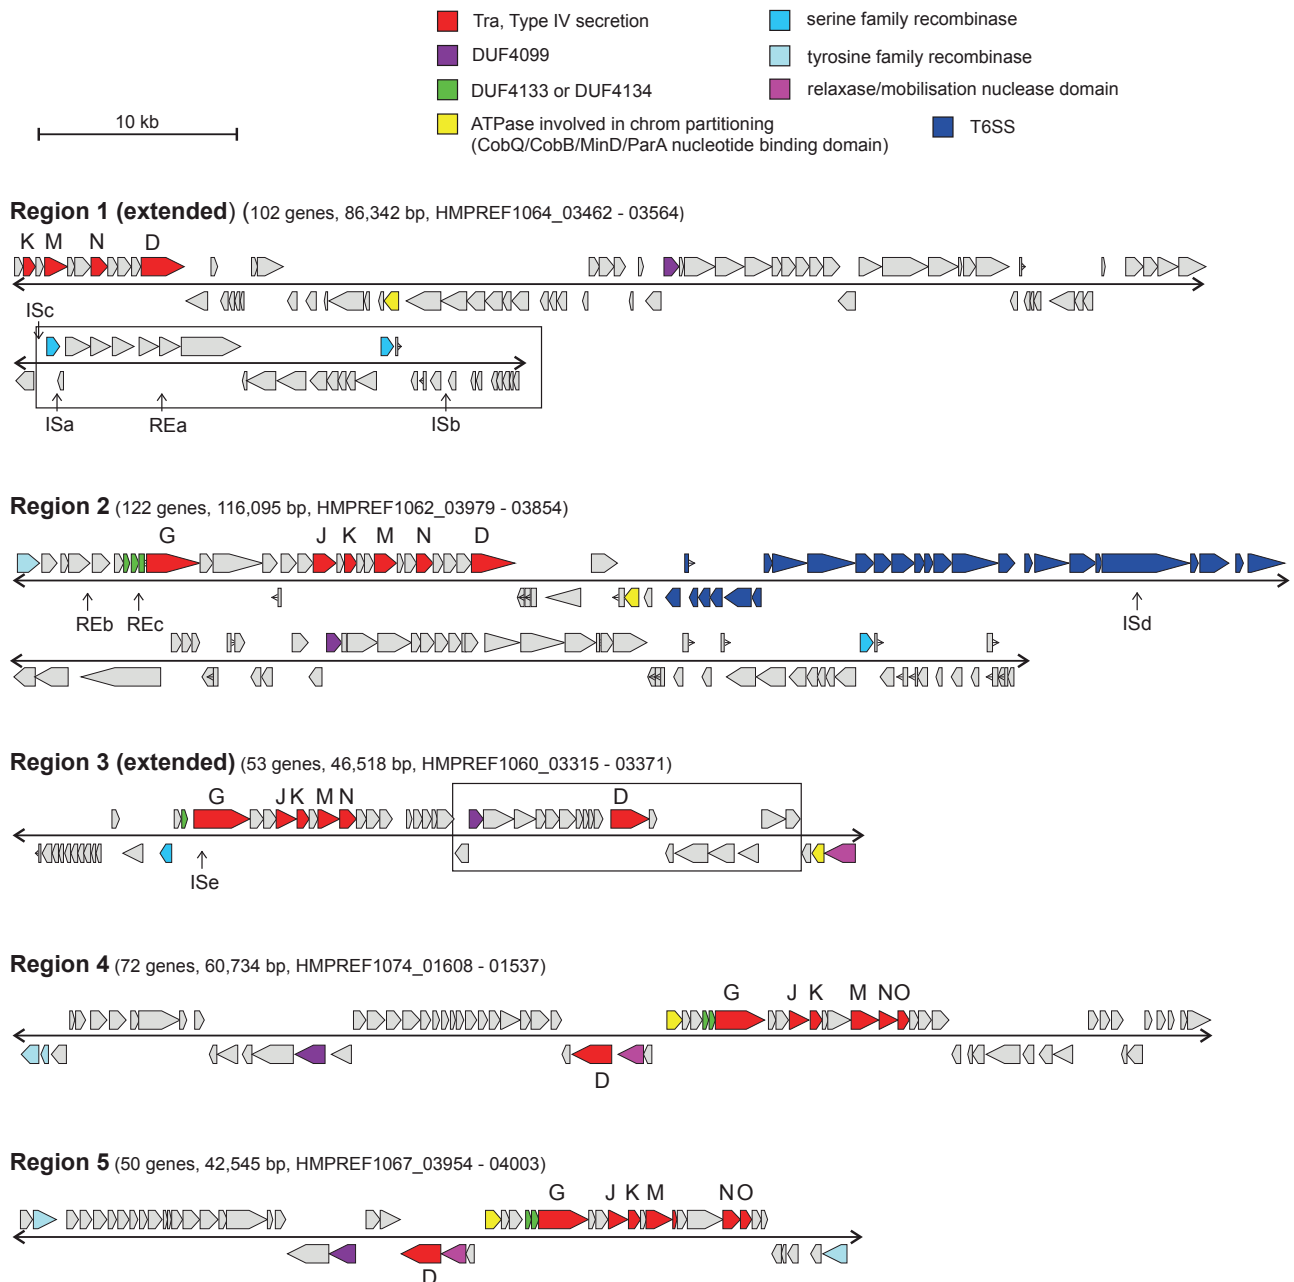 Tra, Type IV secretion
DUF4099
DUF4133 or DUF4134
ATPase involved in chrom partitioning
(CobQ/CobB/MinD/ParA nucleotide binding domain)
serine family recombinase
tyrosine family recombinase
relaxase/mobilisation nuclease domain
T6SS
10 kb
Region 1 (extended) (102 genes, 86,342 bp, HMPREF1064_03462 - 03564)
K M N D
ISc
ISa REa ISb
Region 2 (122 genes, 116,095 bp, HMPREF1062_03979 - 03854)
G J K M N D
REb REc ISd
Region 3 (extended) (53 genes, 46,518 bp, HMPREF1060_03315 - 03371)
G J K M N D
ISe
Region 4 (72 genes, 60,734 bp, HMPREF1074_01608 - 01537)
G J K M N O
D
Region 5 (50 genes, 42,545 bp, HMPREF1067_03954 - 04003)
G J K M N O
D